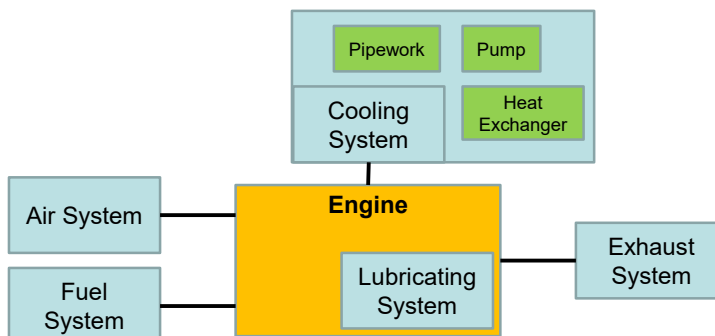 Pipework
Pump
Cooling
System
Heat
Exchanger
Engine
Air System
Fuel
System
Lubricating
System
Exhaust
System